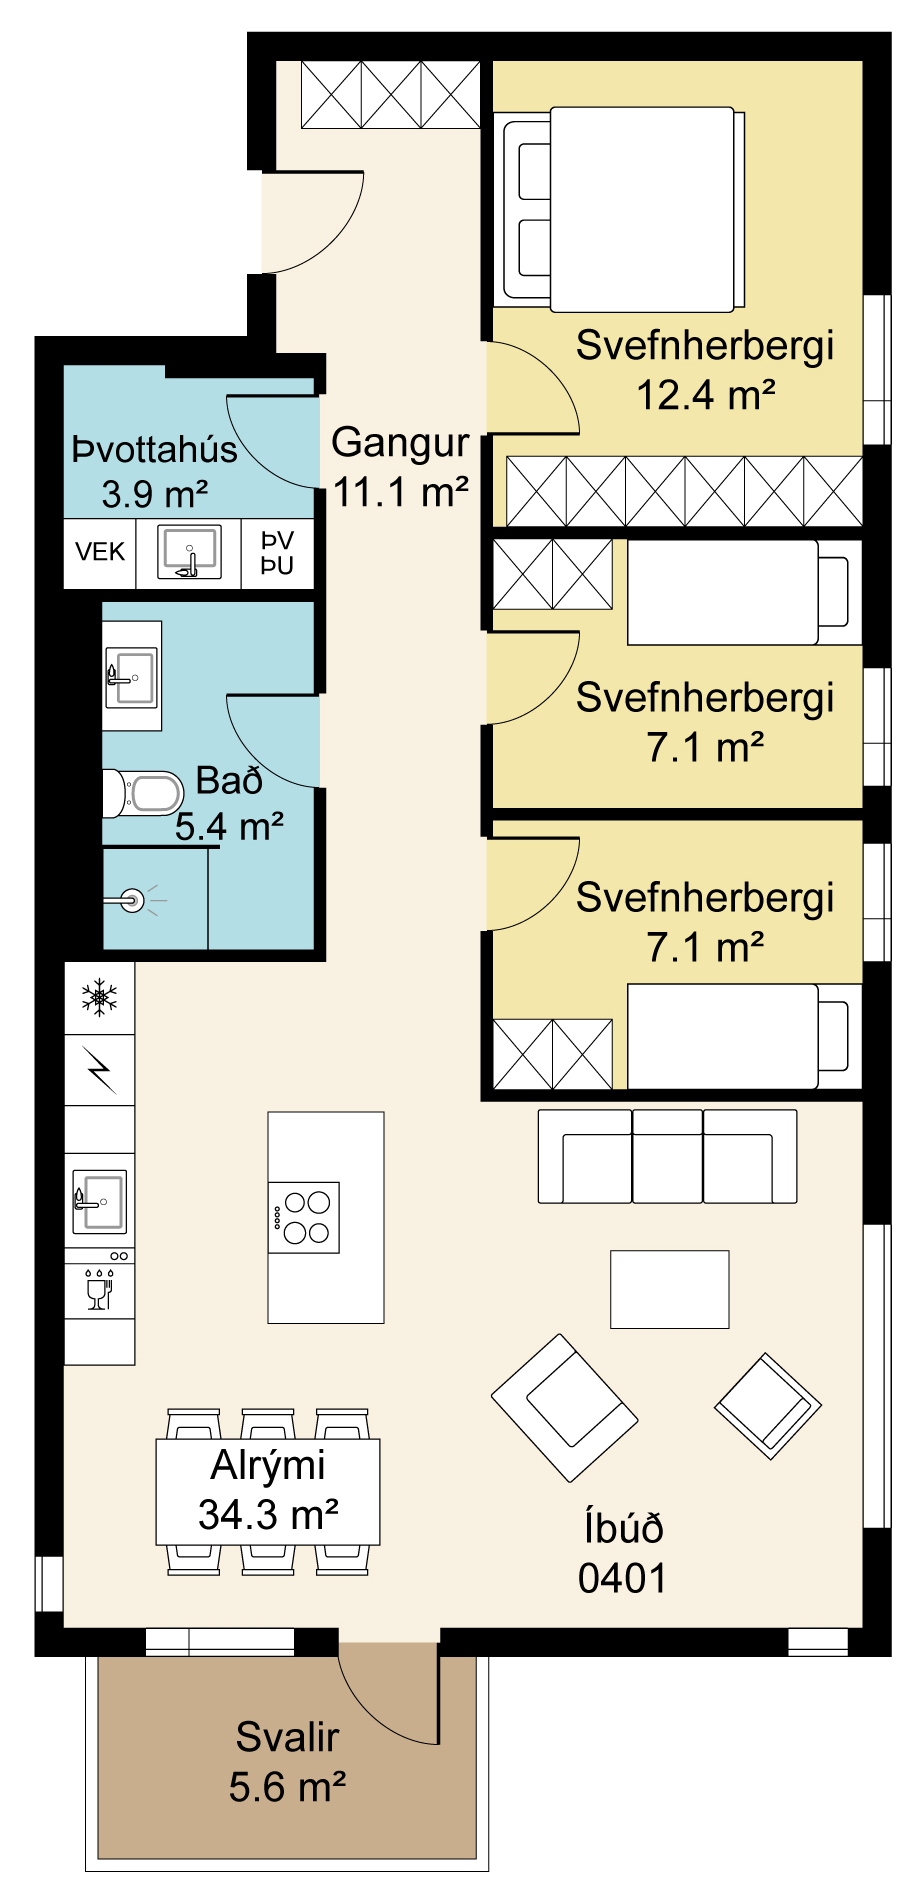 Svefnherbergi
12.4 m²
Gangur
11.1 m²
Þvottahús
3.9 m²
VEK
ÞV
ÞU
Svefnherbergi
7.1 m²
Bað
5.4 m²
Svefnherbergi
7.1 m²
Alrými
34.3 m²
Íbúð
0401
Svalir
5.6 m²